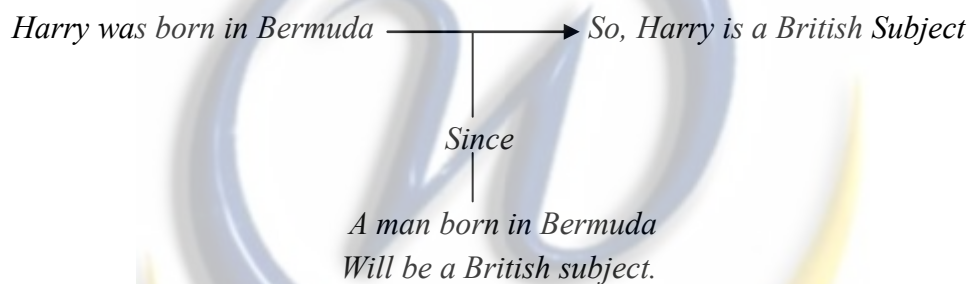 Harry was born in Bermuda So, Harry is a British Subject
Since
A man born in Bermuda
Will be a British subject.